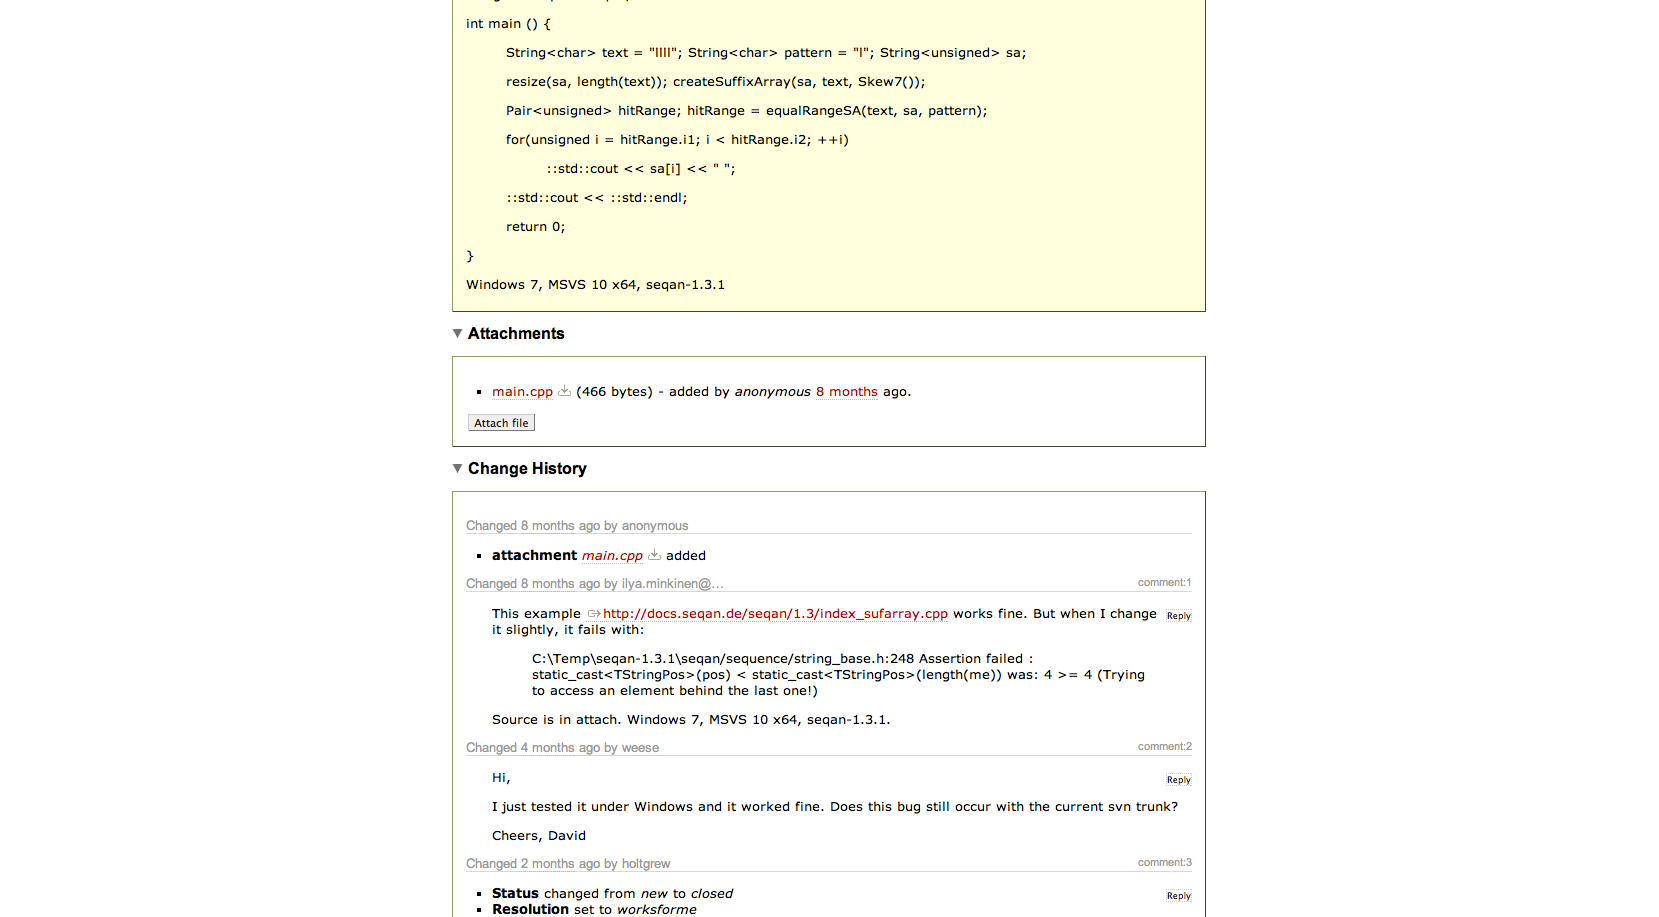 int main () {
String<char> text = "llll"; String<char> pattern = "l"; String<unsigned> sa;
resize(sa, length(text)); createSuffixArray(sa, text, Skew7());
Pair<unsigned> hitRange; hitRange = equalRangeSA(text, sa, pattern);
for(unsigned i = hitRange.i1; i < hitRange.i2; ++i)
::std::cout << sa[i] << " ";
::std::cout << ::std::endl;
return 0;
}
Windows 7, MSVS 10 x64, seqan-1.3.1
Attachments
main.cpp (466 bytes) - added by anonymous 8 months ago.
Attach file
Change History
Changed 8 months ago by anonymous
attachment main.cpp added
Changed 8 months ago by ilya.minkinen@… comment:1
This example http://docs.seqan.de/seqan/1.3/index_sufarray.cpp works fine. But when I change Reply
it slightly, it fails with:
C:\Temp\seqan-1.3.1\seqan/sequence/string_base.h:248 Assertion failed :
static_cast<TStringPos>(pos) < static_cast<TStringPos>(length(me)) was: 4 >= 4 (Trying
to access an element behind the last one!)
Source is in attach. Windows 7, MSVS 10 x64, seqan-1.3.1.
Changed 4 months ago by weese comment:2
Hi, Reply
I just tested it under Windows and it worked fine. Does this bug still occur with the current svn trunk?
Cheers, David
Changed 2 months ago by holtgrew comment:3
Status changed from new to closed Reply
Resolution set to worksforme